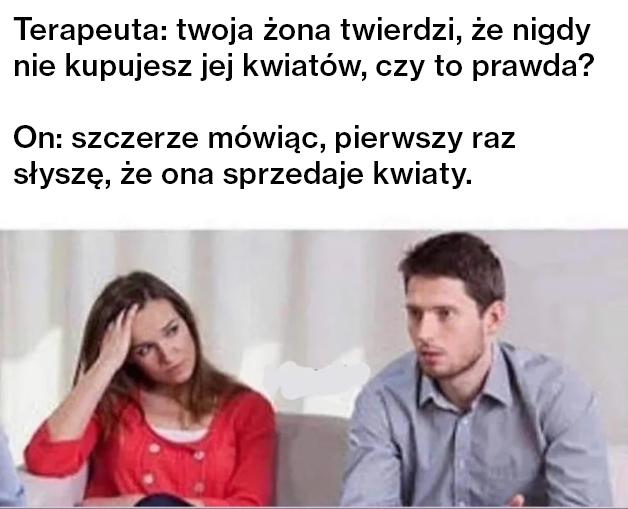 Terapeuta: twoja żona twierdzi, że nigdy
nie kupujesz jej kwiatów, czy to prawda?
On: szczerze mówiąc, pierwszy raz
słyszę, że ona sprzedaje kwiaty.